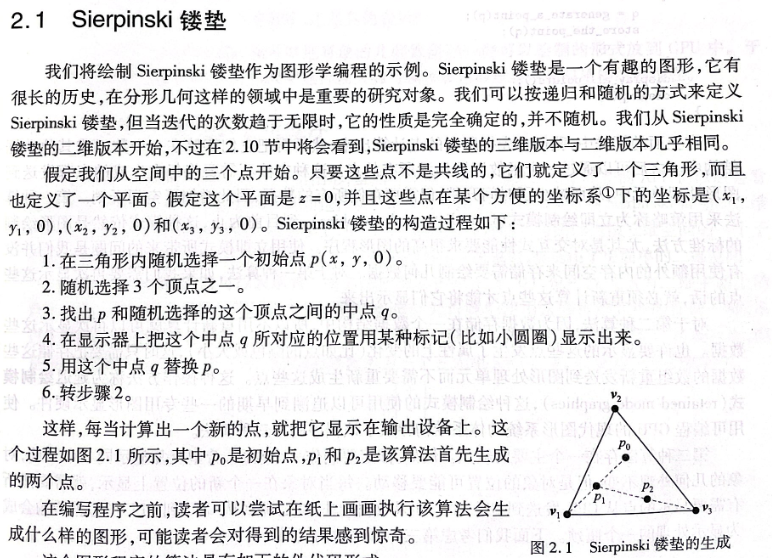 2.1 Sierpinski 镂垫
我们将绘制 Sierpinski 镂垫作为图形学编程的示例。Sierpinski 镂垫是一个有趣的图形,它有
很长的历史,在分形几何这样的领域中是重要的研究对象。我们可以按递归和随机的方式来定义
Sierpinski 镂垫,但当迭代的次数趋于无限时,它的性质是完全确定的,并不随机。我们从 Sierpinski
镂垫的二维版本开始,不过在 2.10 节中将会看到,Sierpinski 镂垫的三维版本与二维版本几乎相同。
假定我们从空间中的三个点开始。只要这些点不是共线的,它们就定义了一个三角形,而且
也定义了一个平面。假定这个平面是 z = 0,并且这些点在某个方便的坐标系①下的坐标是(x₁,
y₁, 0),(x₂, y₂, 0)和(x₃, y₃, 0)。Sierpinski 镂垫的构造过程如下:
1. 在三角形内随机选择一个初始点 p(x, y, 0)。
2. 随机选择 3 个顶点之一。
3. 找出 p 和随机选择的这个顶点之间的中点 q。
4. 在显示器上把这个中点 q 所对应的位置用某种标记(比如小圆圈)显示出来。
5. 用这个中点 q 替换 p。
6. 转步骤 2。
这样,每当计算出一个新的点,就把它显示在输出设备上。这
个过程如图 2.1 所示,其中 p₀是初始点,p₁和 p₂是该算法首先生成
的两个点。
在编写程序之前,读者可以尝试在纸上画画执行该算法会生
成什么样的图形,可能读者会对得到的结果感到惊奇。
v₂
p₀
p₁
p₂
v₁
v₃
图 2.1 Sierpinski 镂垫的生成